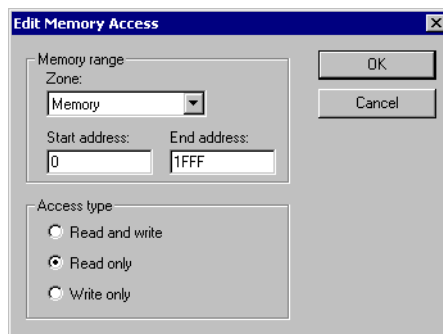 Edit Memory Access
Memory range
Zone:
Memory
Start address: End address:
0 1FFF
OK
Cancel
Access type
Read and write
Read only
Write only